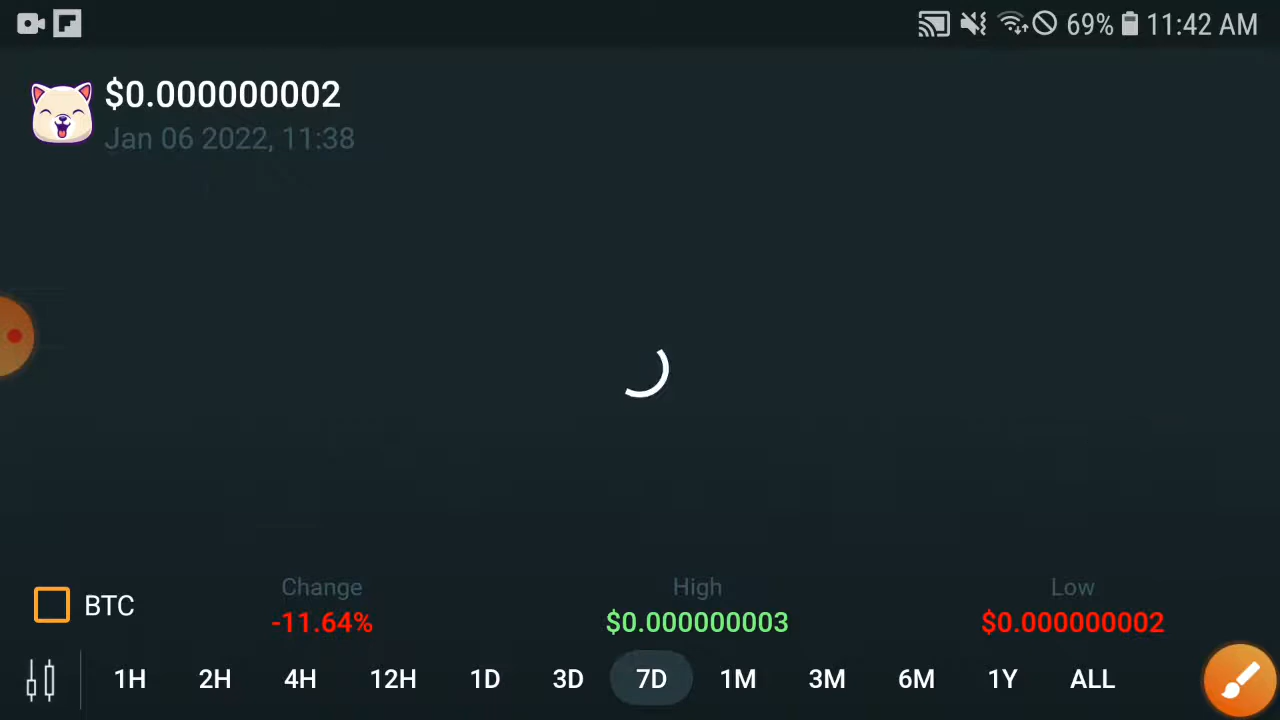 69% 11:42 AM
$0.000000002
Jan 06 2022, 11:38
BTC
Change
High
Low
-11.64%
$0.000000003
$0.000000002
1H 2H 4H 12H 1D 3D 7D 1M 3M 6M 1Y ALL